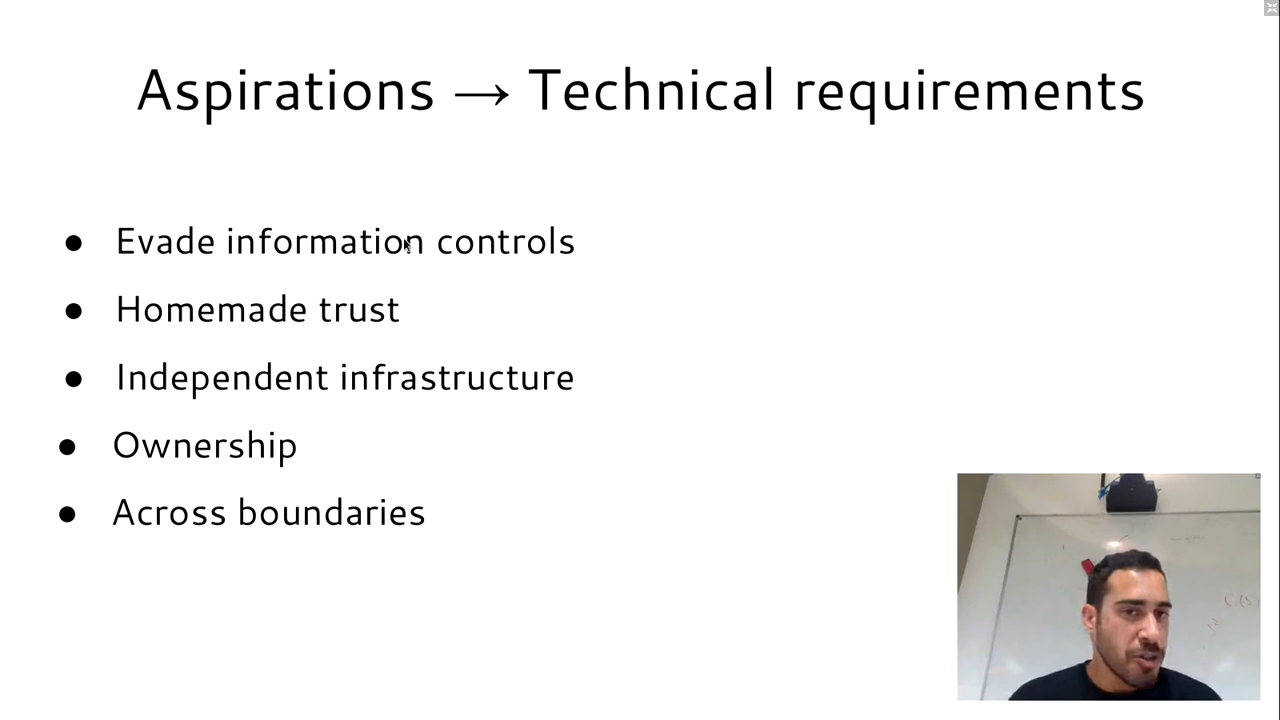 Aspirations → Technical requirements
● Evade information controls
● Homemade trust
● Independent infrastructure
● Ownership
● Across boundaries